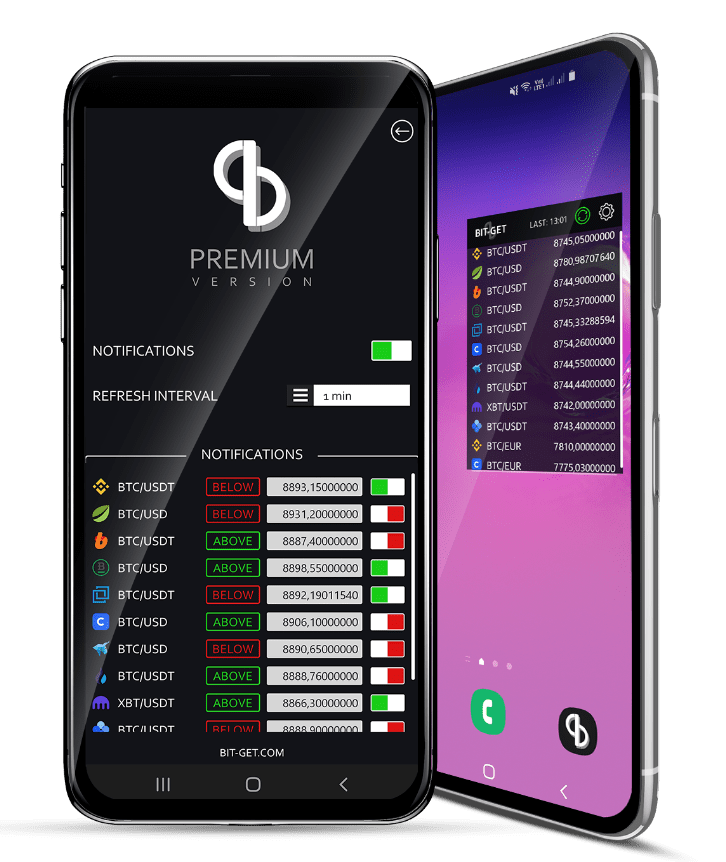 PREMIUM
VERSION
NOTIFICATIONS
REFRESH INTERVAL 1 min
NOTIFICATIONS
BTC/USDT BELOW 8893,15000000
BTC/USD BELOW 8931,20000000
BTC/USDT ABOVE 8887,40000000
BTC/USD ABOVE 8898,55000000
BTC/USDT BELOW 8892,19011540
BTC/USD ABOVE 8906,10000000
BTC/USD BELOW 8890,65000000
BTC/USDT ABOVE 8888,76000000
XBT/USDT ABOVE 8866,30000000
BTC/USDT BELOW 8888,90000000
BIT-GET.COM
BIT-GET LAST: 13:01
BTC/USDT 8745,05000000
BTC/USD 8780,98707640
BTC/USDT 8744,90000000
BTC/USD 8752,37000000
BTC/USDT 8745,33288594
BTC/USD 8754,26000000
BTC/USD 8744,55000000
BTC/USDT 8744,44000000
XBT/USDT 8742,00000000
BTC/USDT 8743,40000000
BTC/EUR 7810,00000000
BTC/EUR 7775,03000000